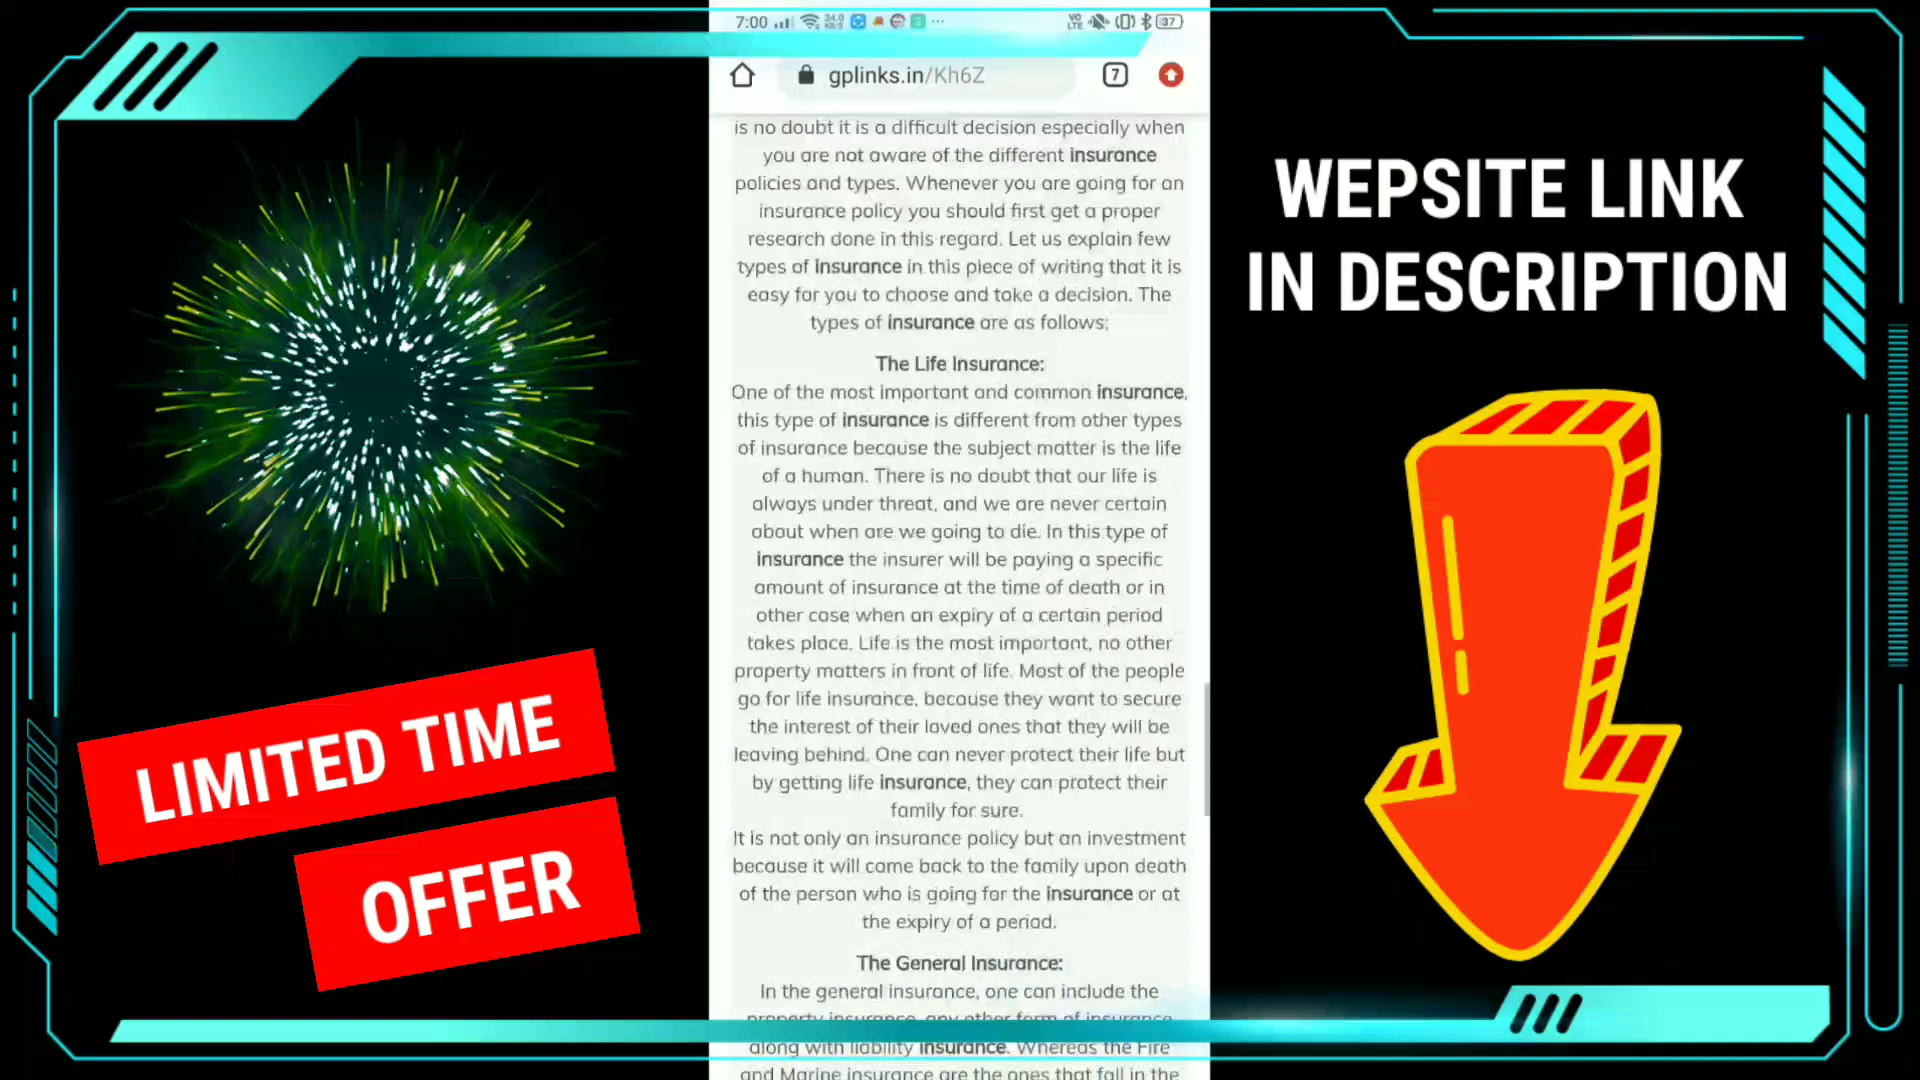 7:00
34.0
KB/S
VO
LTE
37
gplinks.in/Kh6Z
7
is no doubt it is a difficult decision especially when
you are not aware of the different insurance
policies and types. Whenever you are going for an
insurance policy you should first get a proper
research done in this regard. Let us explain few
types of insurance in this piece of writing that it is
easy for you to choose and take a decision. The
types of insurance are as follows:
The Life Insurance:
One of the most important and common insurance,
this type of insurance is different from other types
of insurance because the subject matter is the life
of a human. There is no doubt that our life is
always under threat, and we are never certain
about when are we going to die. In this type of
insurance the insurer will be paying a specific
amount of insurance at the time of death or in
other case when an expiry of a certain period
takes place. Life is the most important, no other
property matters in front of life. Most of the people
go for life insurance, because they want to secure
the interest of their loved ones that they will be
leaving behind. One can never protect their life but
by getting life insurance, they can protect their
family for sure.
It is not only an insurance policy but an investment
because it will come back to the family upon death
of the person who is going for the insurance or at
the expiry of a period.
The General Insurance:
In the general insurance, one can include the
property insurance, any other form of insurance
along with liability insurance. Whereas the Fire
and Marine insurance are the ones that fall in the
WEPSITE LINK
IN DESCRIPTION
LIMITED TIME
OFFER